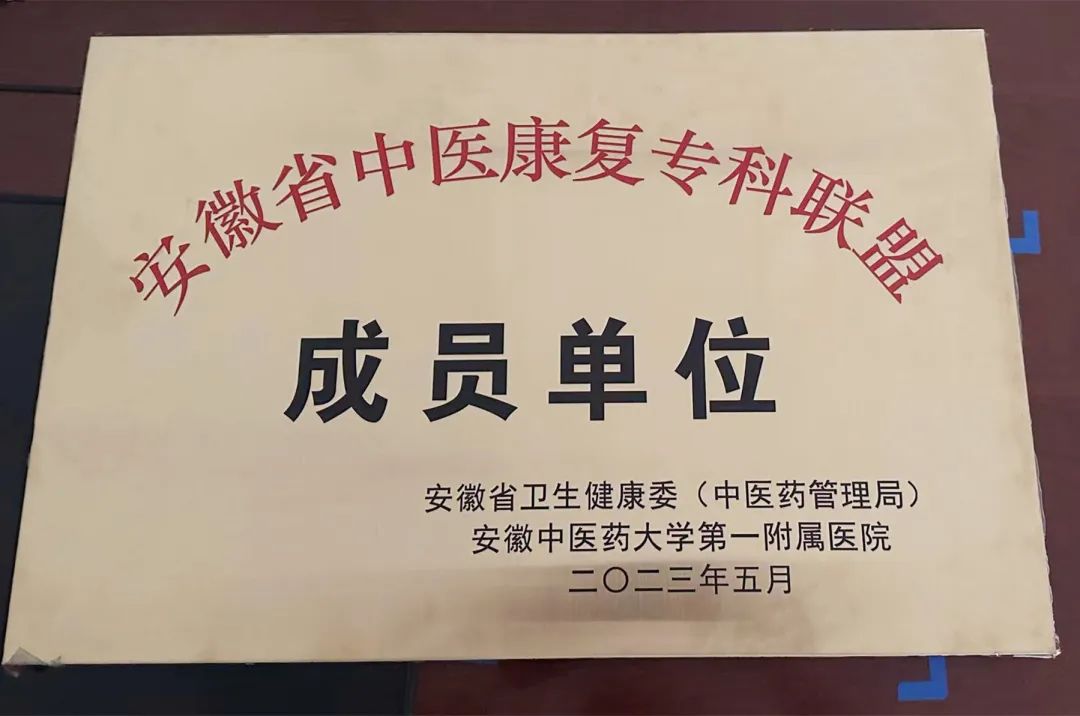 安徽省中医康复专科联盟
成员单位
安徽省卫生健康委（中医药管理局）
安徽中医药大学第一附属医院
二〇二三年五月